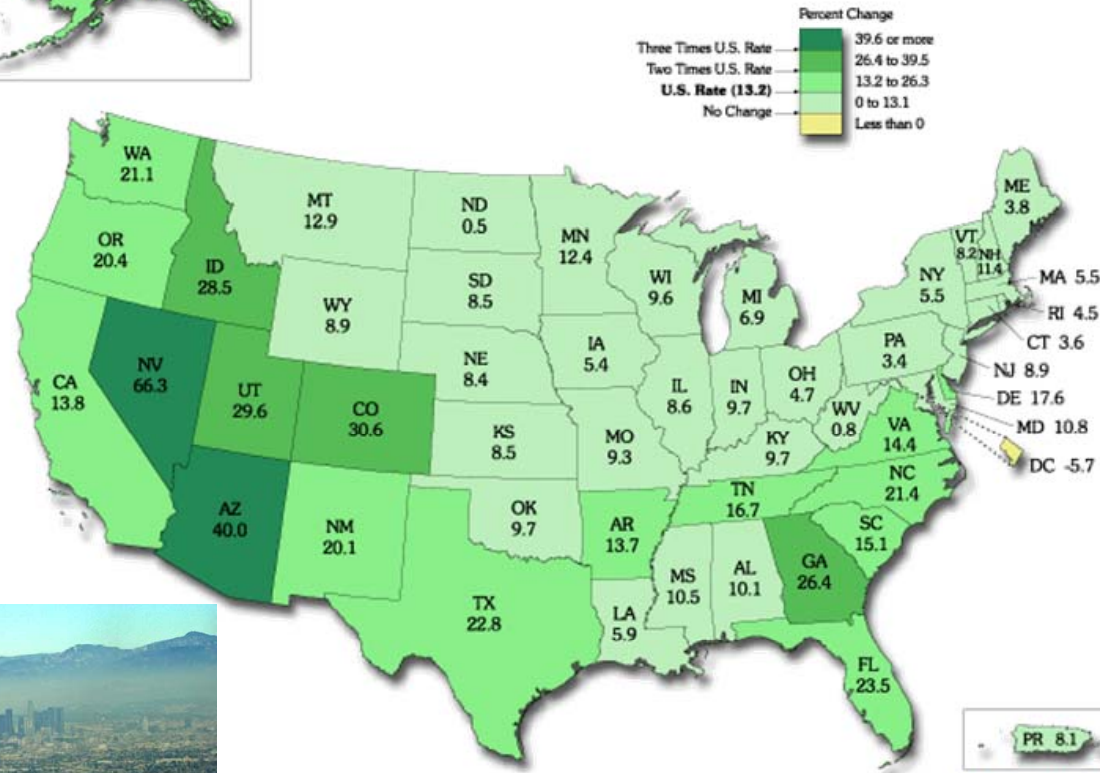 Percent Change
39.6 or more
Three Times U.S. Rate
26.4 to 39.5
Two Times U.S. Rate
13.2 to 26.3
U.S. Rate (13.2)
0 to 13.1
No Change
Less than 0
WA
21.1
OR
20.4
CA
13.8
ID
28.5
NV
66.3
UT
29.6
AZ
40.0
MT
12.9
WY
8.9
CO
30.6
NM
20.1
ND
0.5
SD
8.5
NE
8.4
KS
8.5
OK
9.7
TX
22.8
MN
12.4
IA
5.4
MO
9.3
AR
13.7
LA
5.9
WI
9.6
IL
8.6
MI
6.9
IN
9.7
OH
4.7
KY
9.7
TN
16.7
MS
10.5
AL
10.1
GA
26.4
FL
23.5
SC
15.1
NC
21.4
VA
14.4
WV
0.8
PA
3.4
NY
5.5
VT
8.2
NH
11.4
ME
3.8
MA 5.5
RI 4.5
CT 3.6
NJ 8.9
DE 17.6
MD 10.8
DC -5.7
PR 8.1